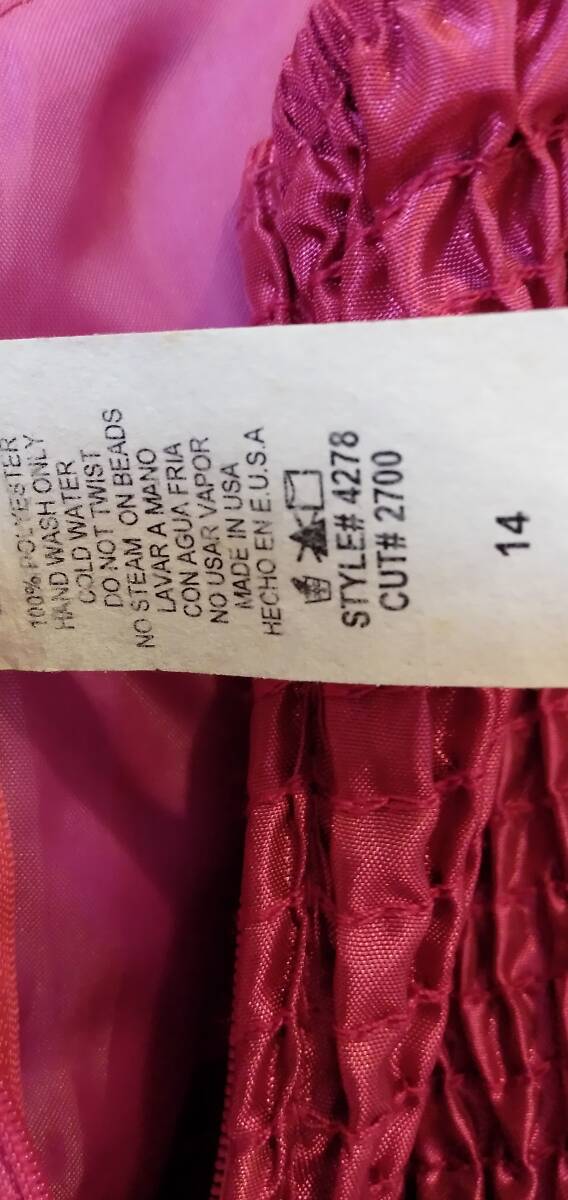 100% POLYESTER
HAND WASH ONLY
COLD WATER
DO NOT TWIST
NO STEAM ON BEADS
LAVAR A MANO
CON AGUA FRIA
NO USAR VAPOR
MADE IN USA
HECHO EN E.U.S.A
STYLE# 4278
CUT# 2700
14